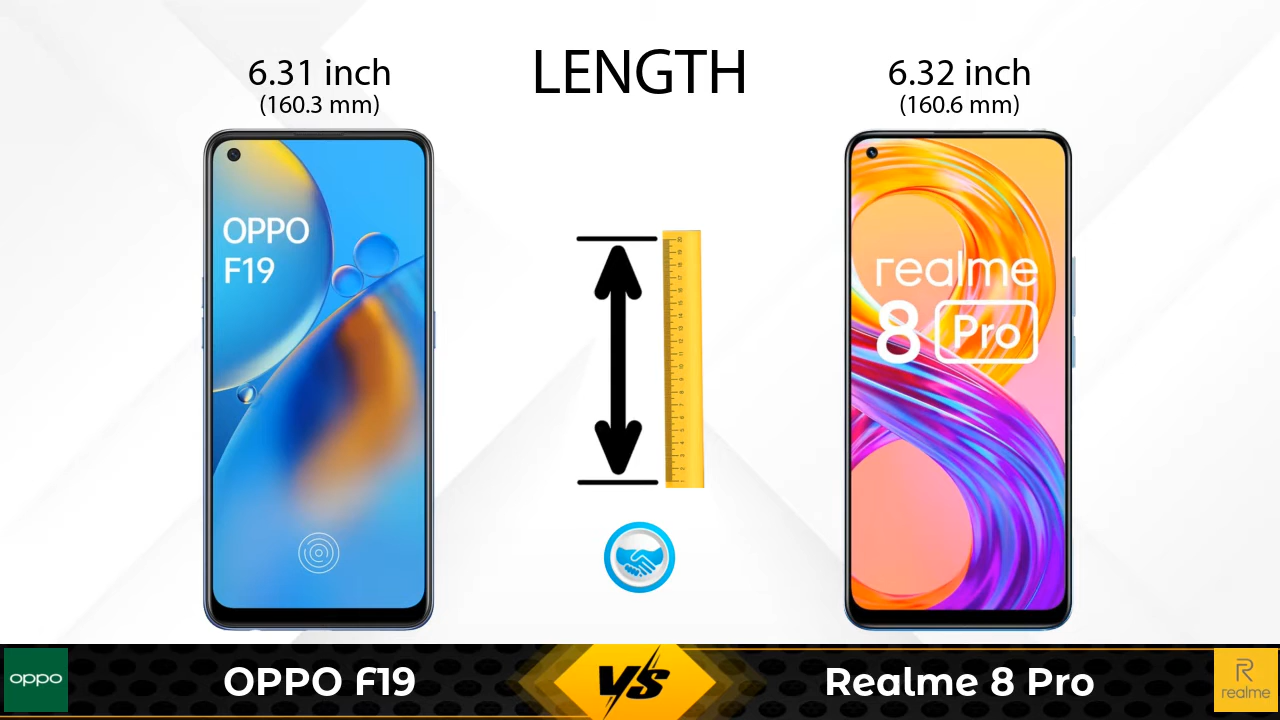 LENGTH
6.31 inch
(160.3 mm)
6.32 inch
(160.6 mm)
OPPO
F19
realme
8 Pro
oppo
OPPO F19
VS
Realme 8 Pro
R
realme